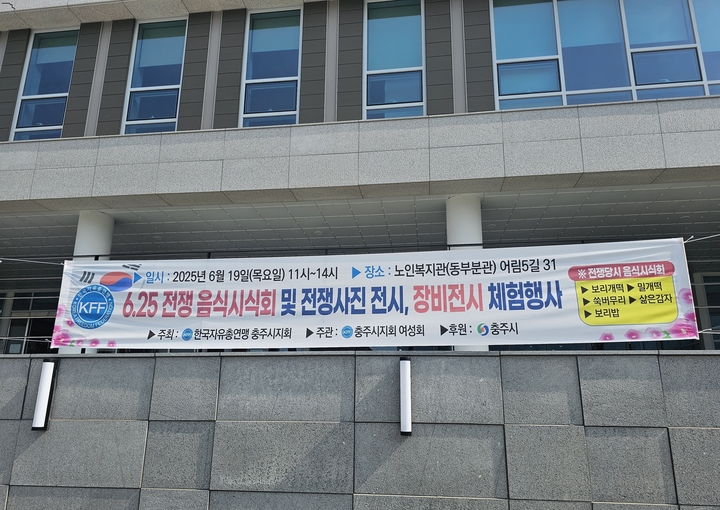 ▶일시 : 2025년 6월 19일(목요일) 11시~14시 ▶장소 : 노인복지관(동부분관) 어림5길 31
KFF
6.25 전쟁 음식시식회 및 전쟁사진 전시, 장비전시 체험행사
▶주최 : 한국자유총연맹 충주시지회 ▶주관 : 충주시지회 여성회 ▶후원 : 충주시
※ 전쟁당시 음식시식회
▶보리개떡 ▶밀개떡
▶쑥버무리 ▶삶은감자
▶보리밥